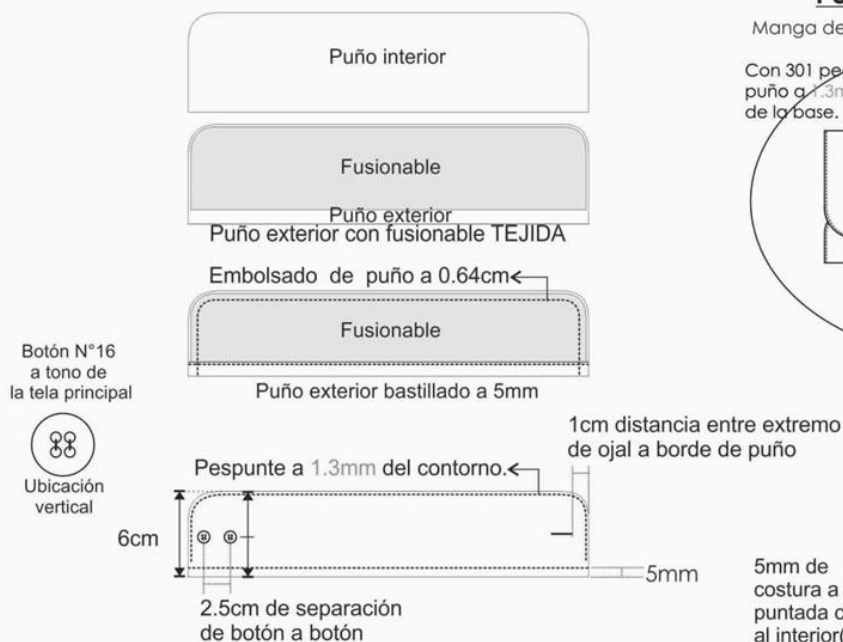 Puño interior
Fusionable
Puño exterior
Puño exterior con fusionable TEJIDA
Embolsado de puño a 0.64cm
Fusionable
Puño exterior bastillado a 5mm
Botón N°16
a tono de
la tela principal
Ubicación
vertical
1cm distancia entre extremo
de ojal a borde de puño
Pespunte a 1.3mm del contorno.
6cm
5mm
2.5cm de separación
de botón a botón
Manga
Con 301
puño a
de la base.
5mm de
costura a
puntada
al interior